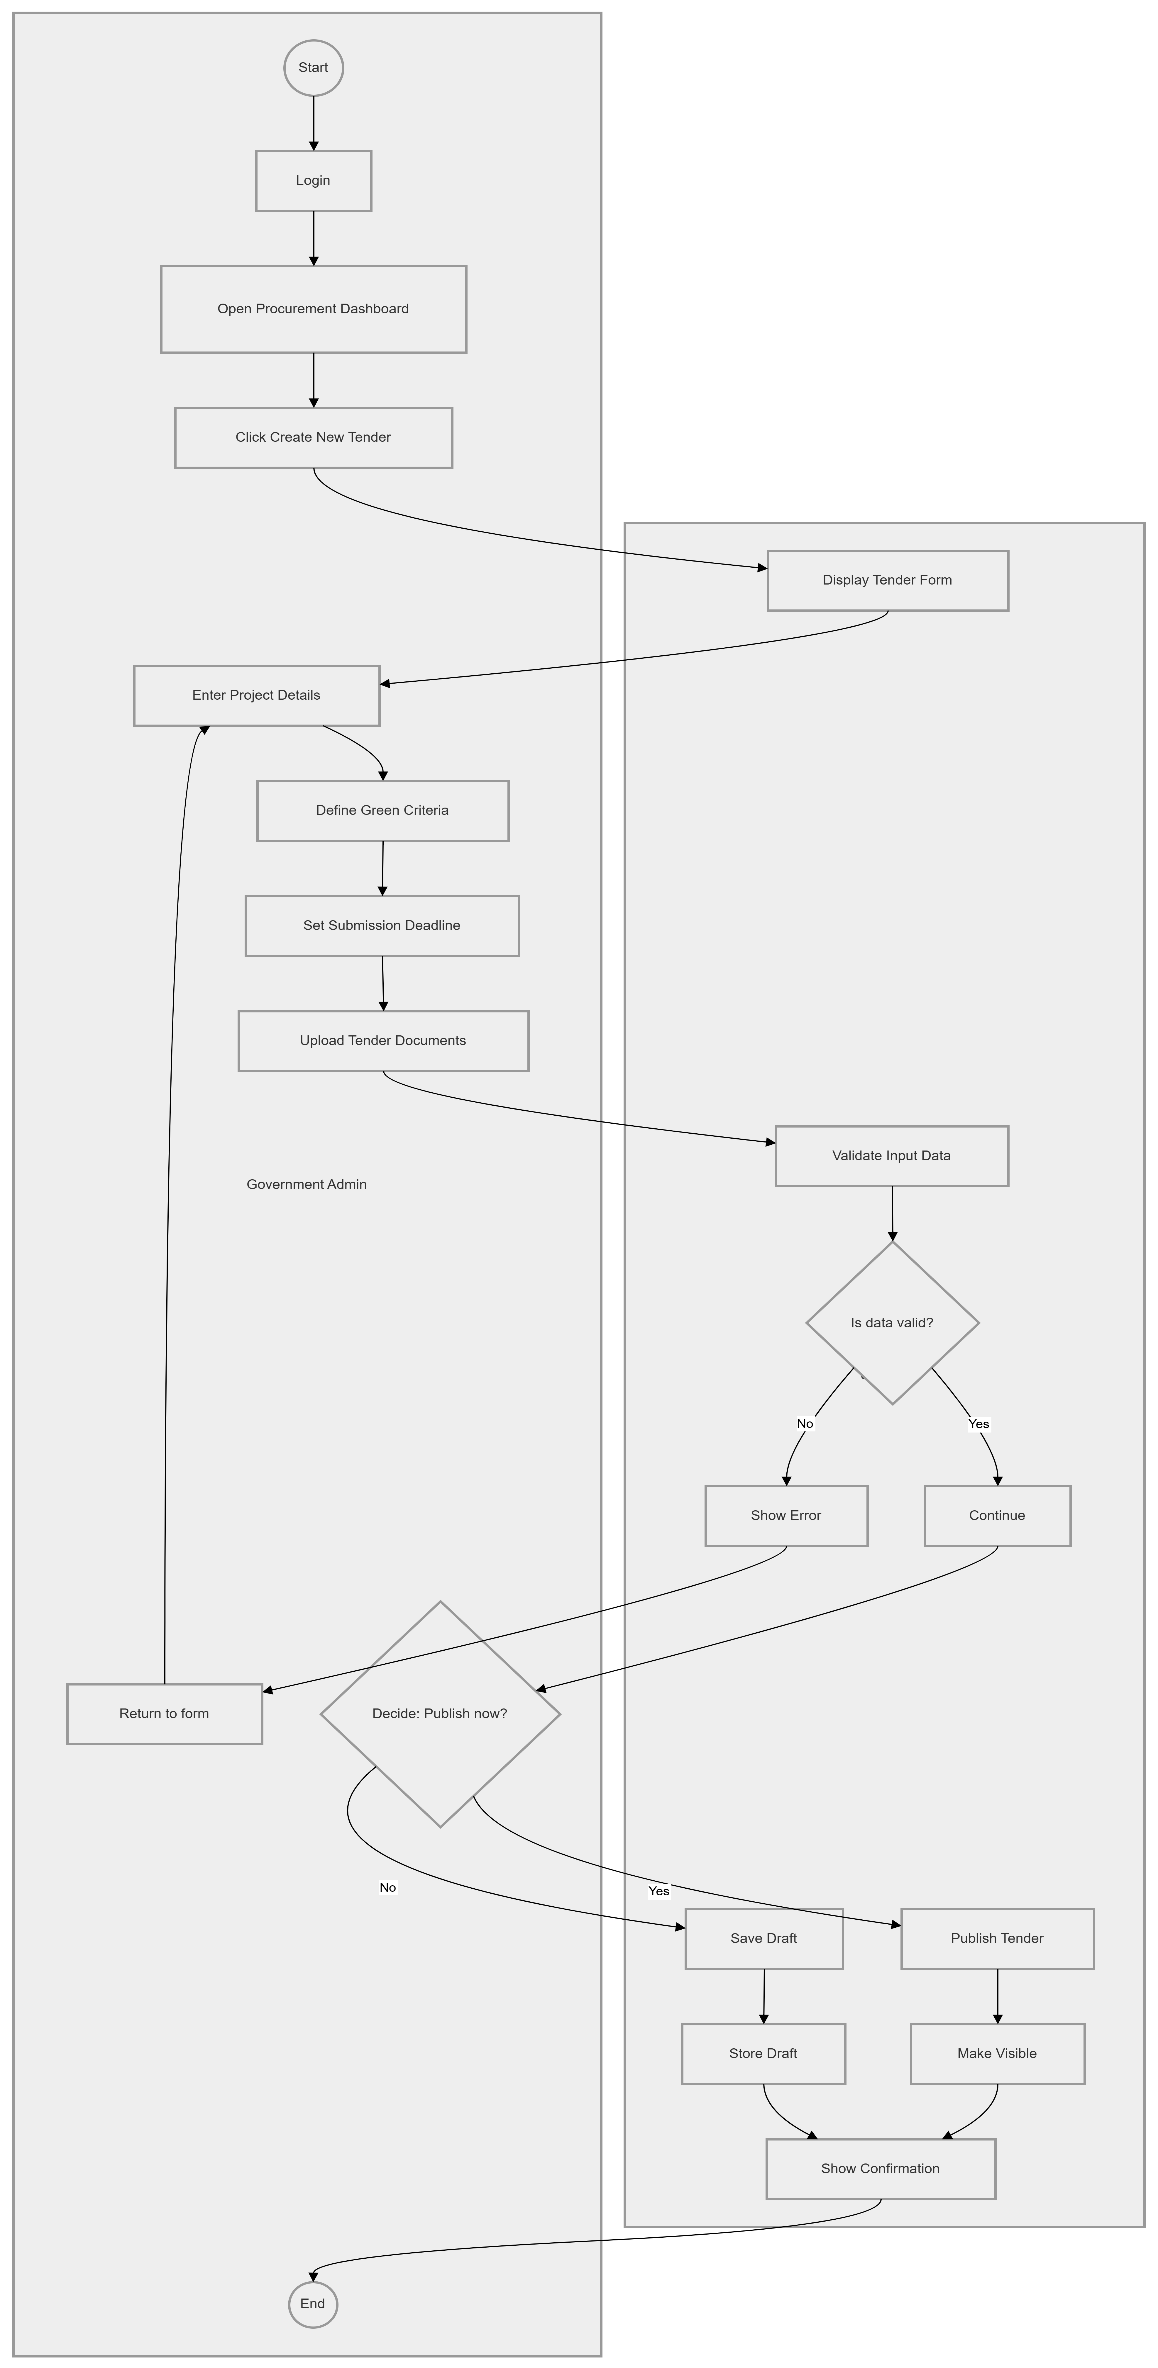 Start
Login
Open Procurement Dashboard
Click Create New Tender
Display Tender Form
Enter Project Details
Define Green Criteria
Set Submission Deadline
Upload Tender Documents
Validate Input Data
Government Admin
Is data valid?
No
Yes
Show Error
Continue
Return to form
Decide: Publish now?
No
Yes
Save Draft
Publish Tender
Store Draft
Make Visible
Show Confirmation
End